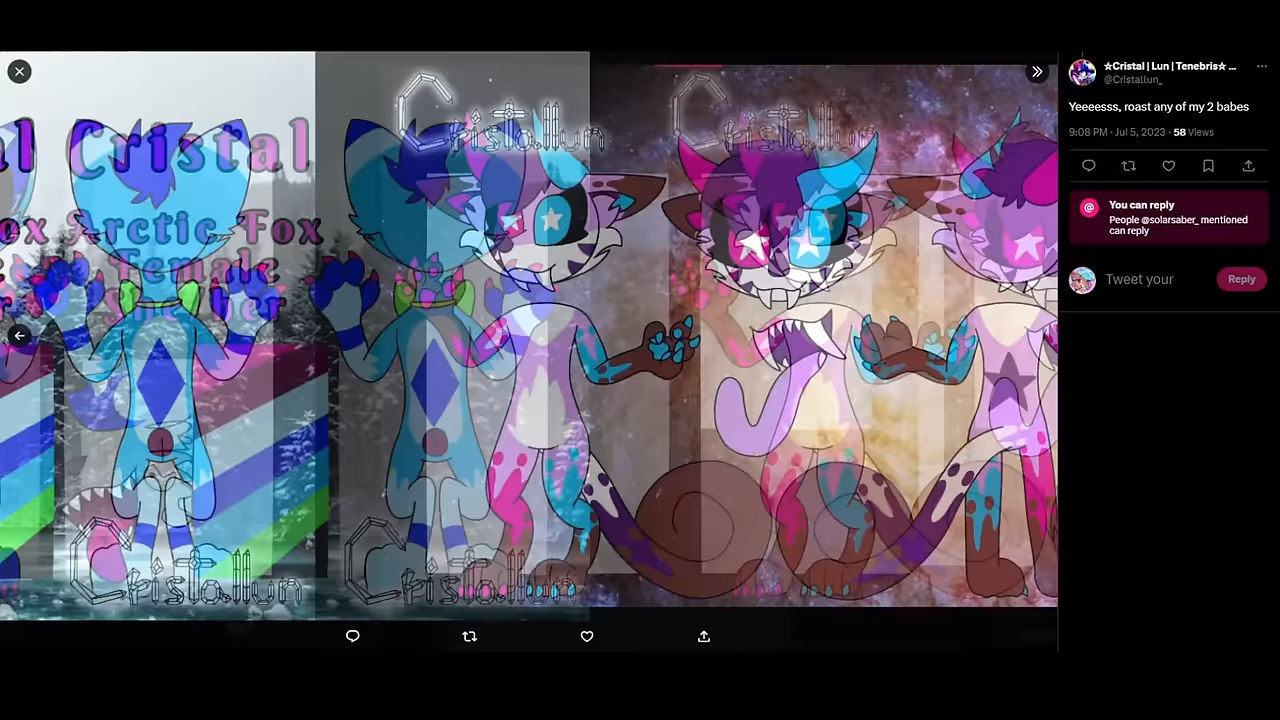 al Cristal
ox Arctic Fox
Female
She/her
Cristallun
Cristallun
Cristallun
Cristallun
☆Cristal | Lun | Tenebris☆ ...
@Cristallun_
Yeeeesss, roast any of my 2 babes
9:08 PM · Jul 5, 2023 · 58 Views
You can reply
People @solarsaber_ mentioned
can reply
Tweet your
Reply